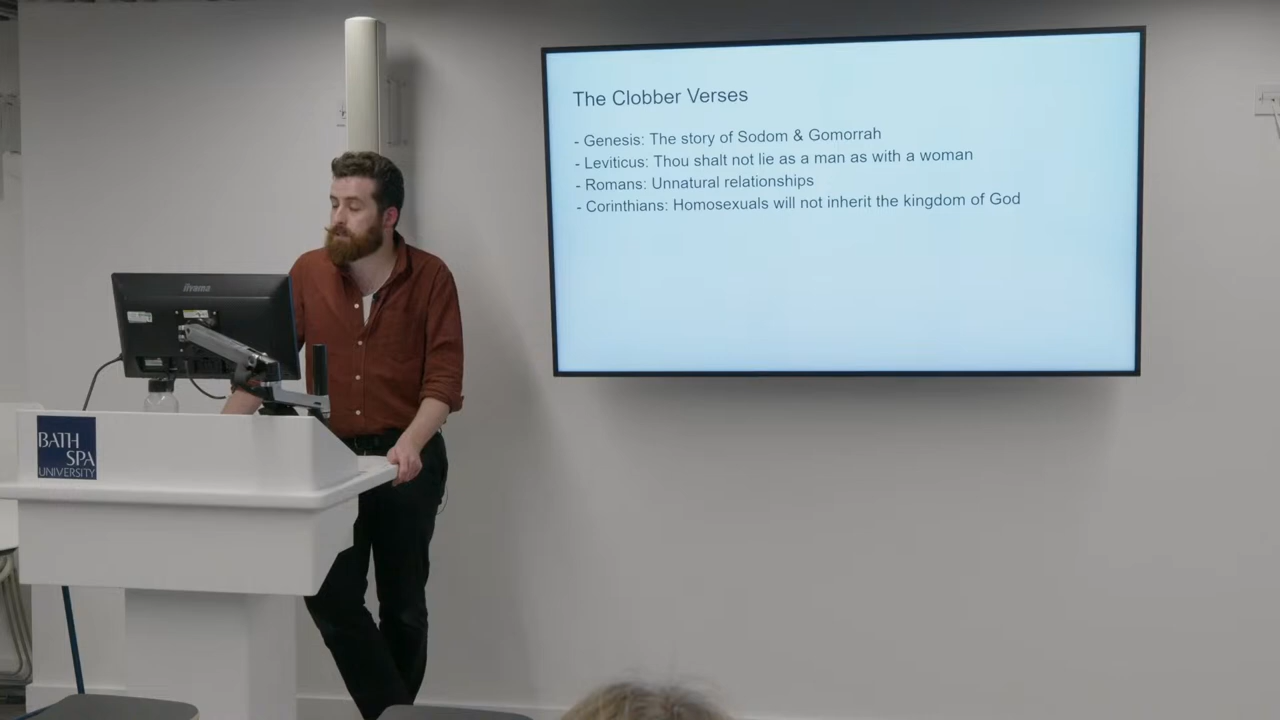 The Clobber Verses
- Genesis: The story of Sodom & Gomorrah
- Leviticus: Thou shalt not lie as a man as with a woman
- Romans: Unnatural relationships
- Corinthians: Homosexuals will not inherit the kingdom of God
iiyama
BATH
SPA
UNIVERSITY